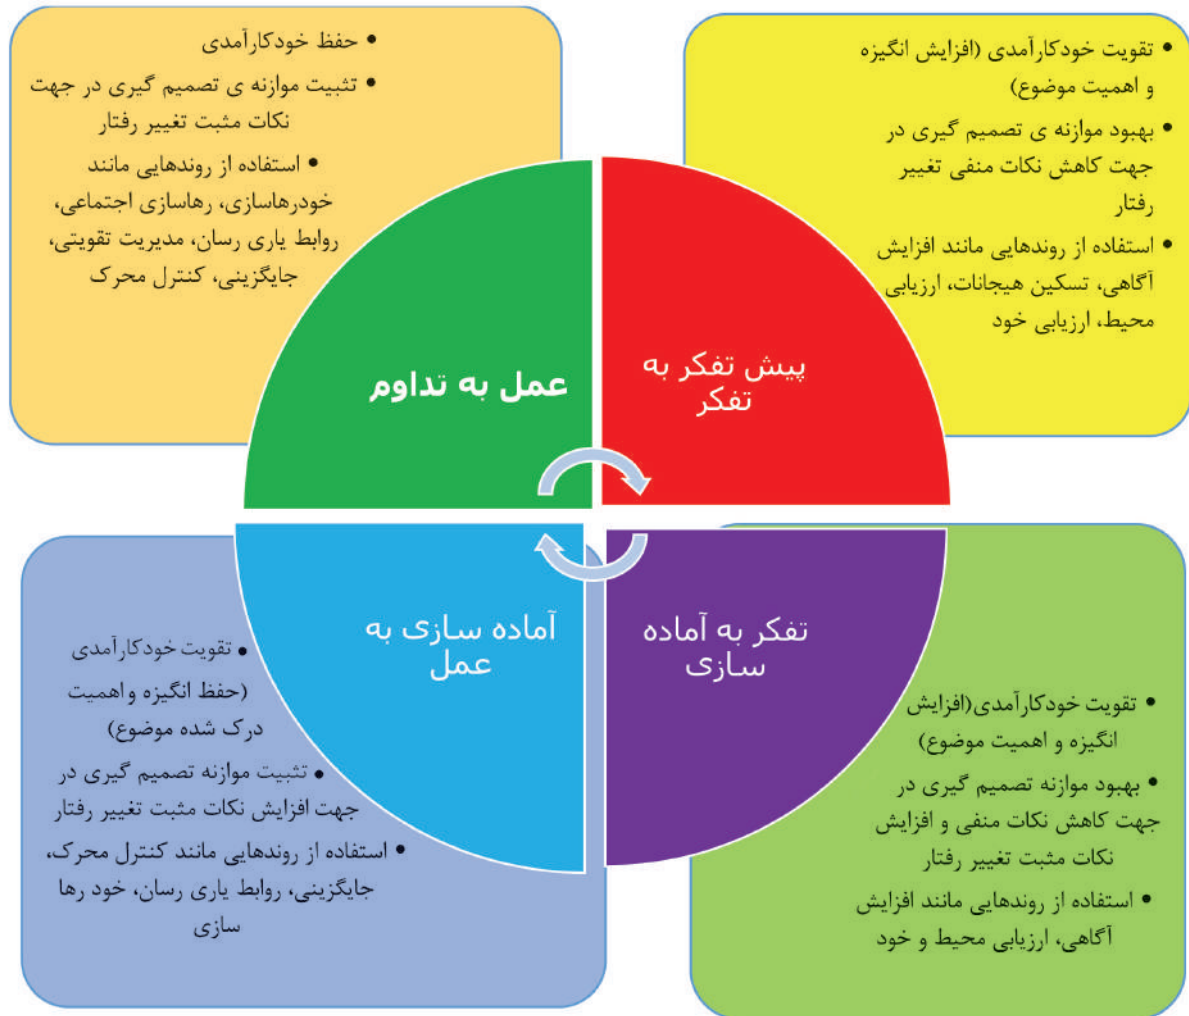 • تقویت خودکارآمدی (افزایش انگیزه
و اهمیت موضوع)
• بهبود موازنه ی تصمیم گیری در
جهت کاهش نکات منفی تغییر
رفتار
• استفاده از روندهایی مانند افزایش
آگاهی، تسکین هیجانات، ارزیابی
محیط، ارزیابی خود
• حفظ خودکارآمدی
• تثبیت موازنه ی تصمیم گیری در جهت
نکات مثبت تغییر رفتار
• استفاده از روندهایی مانند
خودرهاسازی، رهاسازی اجتماعی،
روابط یاری رسان، مدیریت تقویتی،
جایگزینی، کنترل محرک
پیش تفکر به
تفکر
عمل به تداوم
تفکر به آماده
سازی
آماده سازی به
عمل
• تقویت خودکارآمدی(افزایش
انگیزه و اهمیت موضوع)
• بهبود موازنه تصمیم گیری در
جهت کاهش نکات منفی و افزایش
نکات مثبت تغییر رفتار
• استفاده از روندهایی مانند افزایش
آگاهی، ارزیابی محیط و خود
• تقویت خودکارآمدی
(حفظ انگیزه و اهمیت
درک شده موضوع)
• تثبیت موازنه تصمیم گیری در
جهت افزایش نکات مثبت تغییر رفتار
• استفاده از روندهایی مانند کنترل محرک،
جایگزینی، روابط یاری رسان، خود رها
سازی